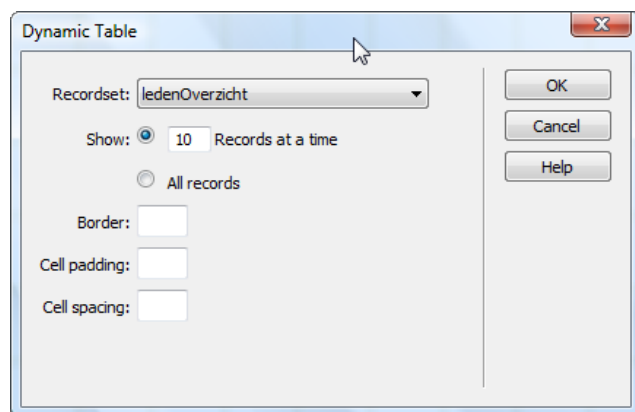 Dynamic Table
Recordset: ledenOverzicht
OK
Show: 10 Records at a time
Cancel
All records
Help
Border:
Cell padding:
Cell spacing: